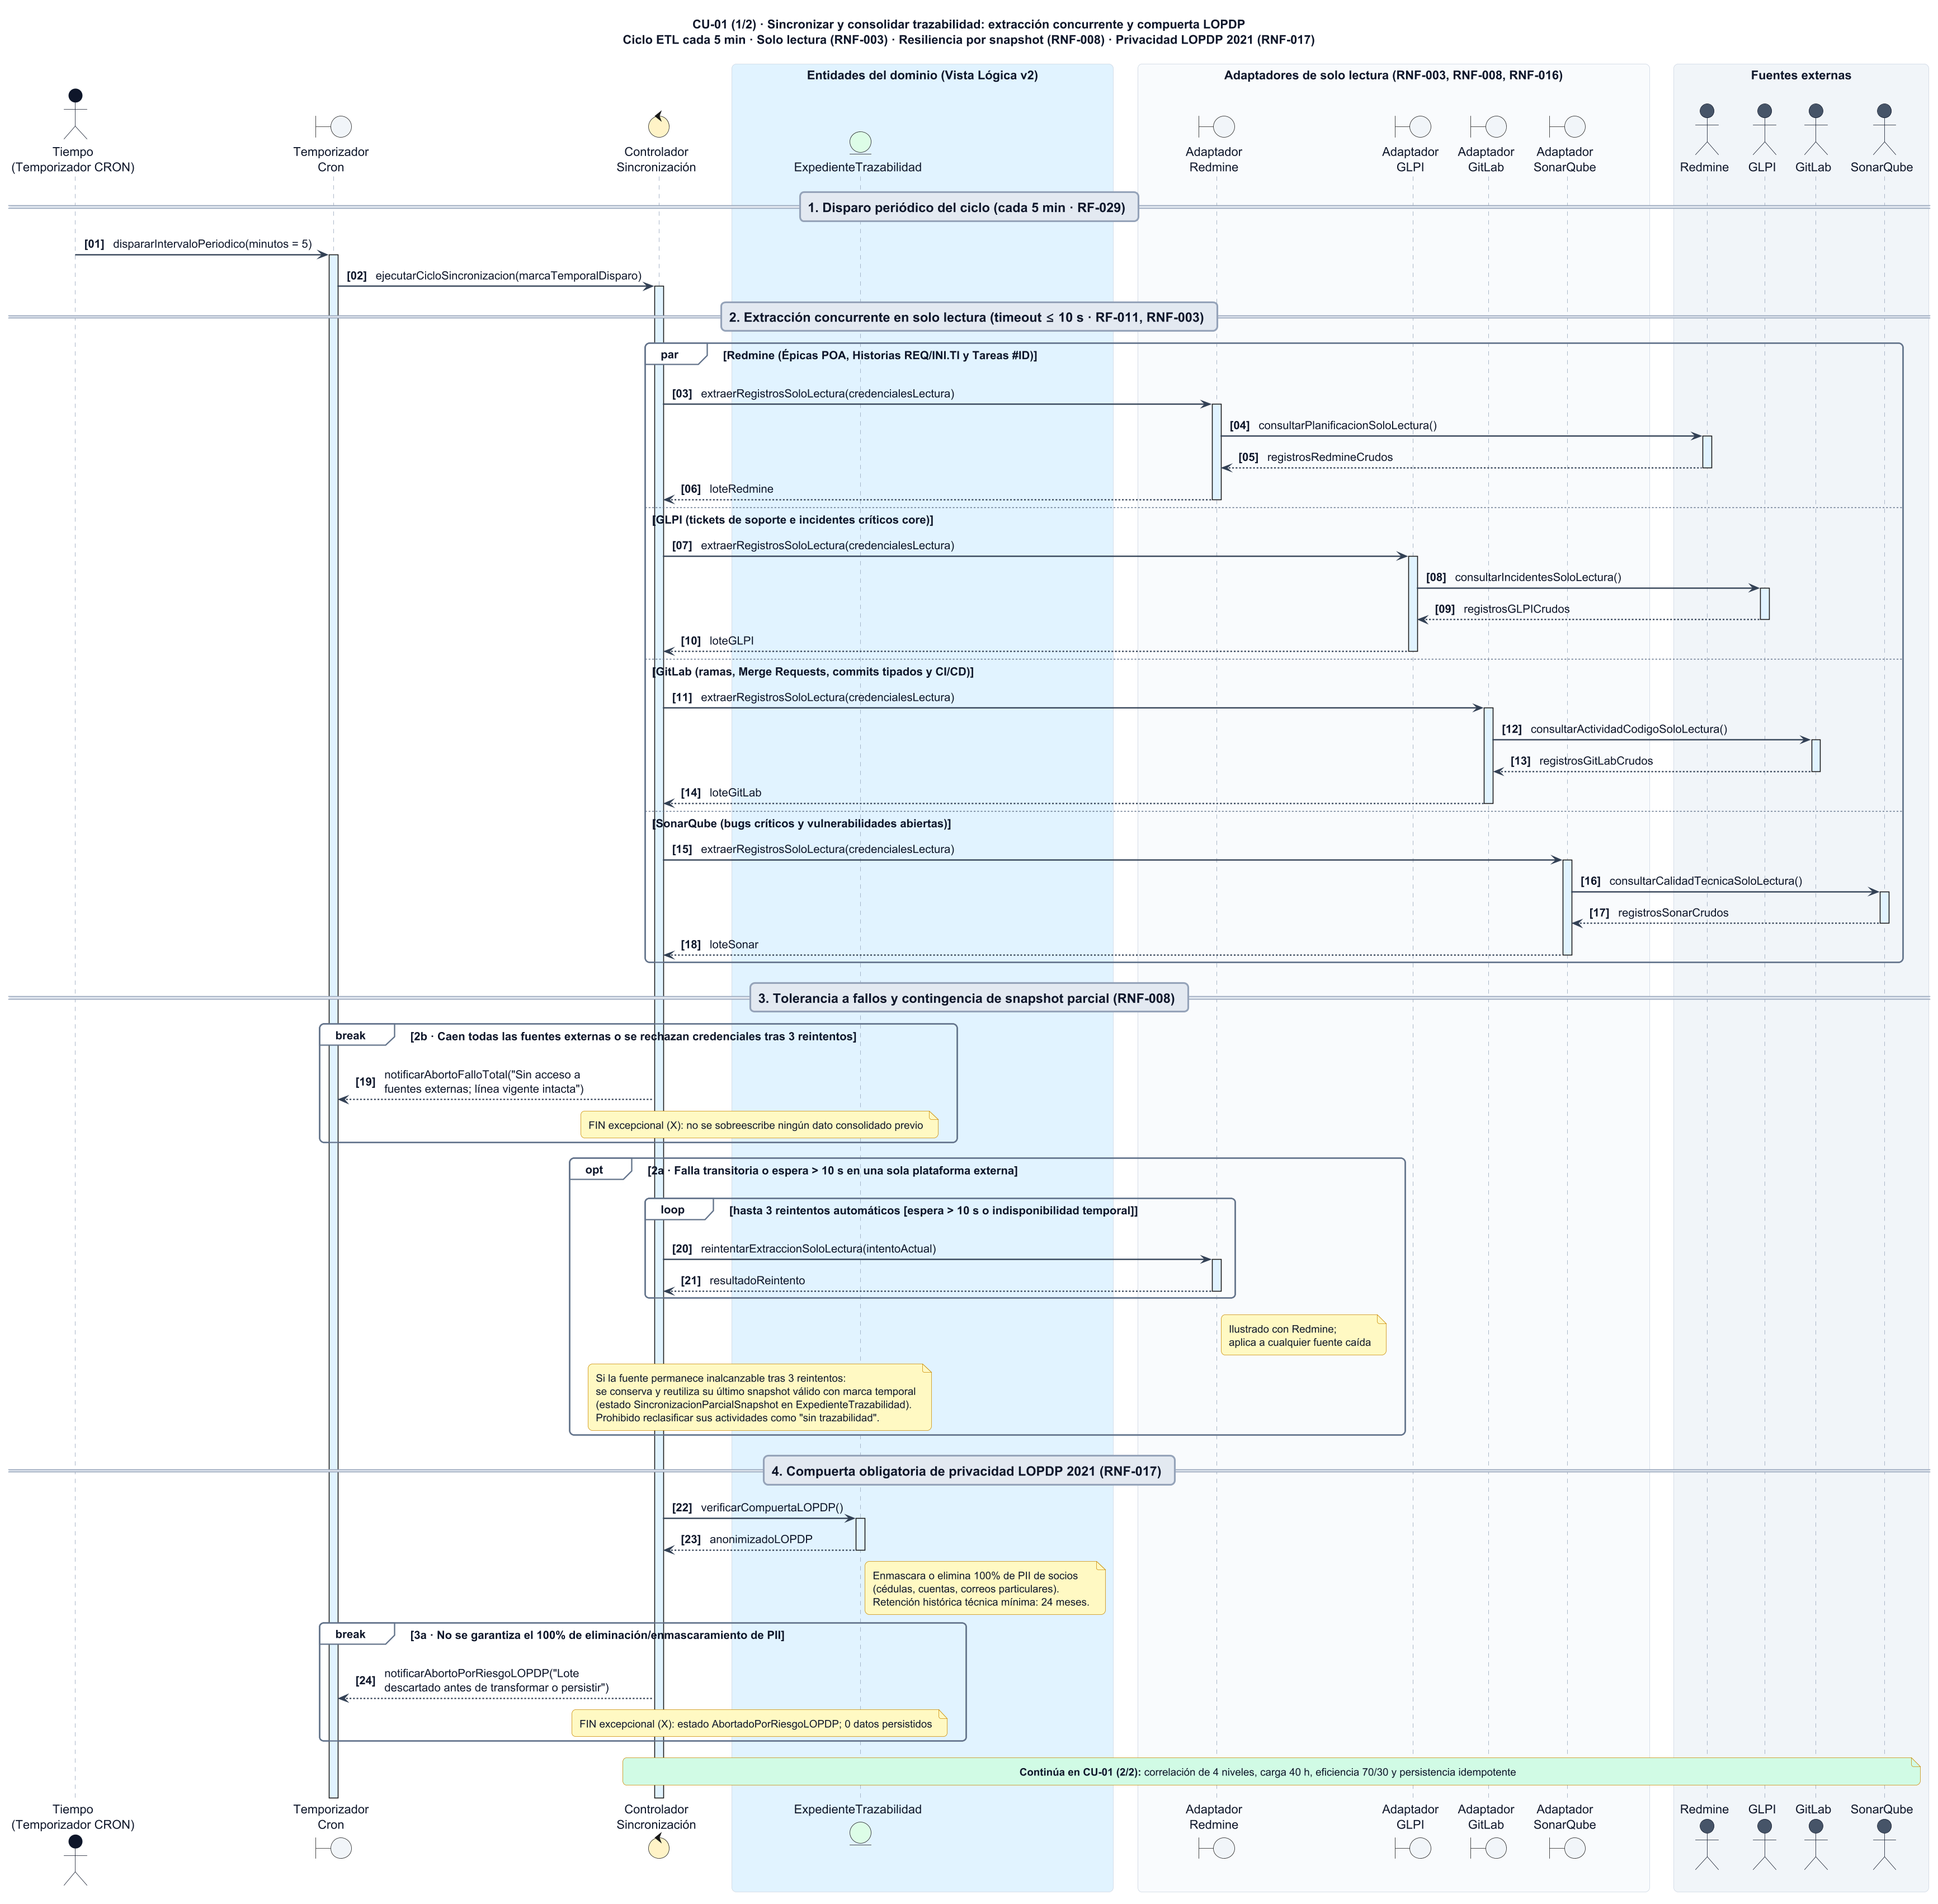 CU-01 (1/2) · Sincronizar y consolidar trazabilidad: extracción concurrente y compuerta LOPDP
Ciclo ETL cada 5 min · Solo lectura (RNF-003) · Resiliencia por snapshot (RNF-008) · Privacidad LOPDP 2021 (RNF-017)
Entidades del dominio (Vista Lógica v2)
Adaptadores de solo lectura (RNF-003, RNF-008, RNF-016)
Fuentes externas
Tiempo
(Temporizador CRON)
Temporizador
Cron
Controlador
Sincronización
ExpedienteTrazabilidad
Adaptador
Redmine
Adaptador
GLPI
Adaptador
GitLab
Adaptador
SonarQube
Redmine
GLPI
GitLab
SonarQube
1. Disparo periódico del ciclo (cada 5 min · RF-029)
[01] dispararIntervaloPeriodico(minutos = 5)
[02] ejecutarCicloSincronizacion(marcaTemporalDisparo)
2. Extracción concurrente en solo lectura (timeout ≤ 10 s · RF-011, RNF-003)
par [Redmine (Épicas POA, Historias REQ/INI.TI y Tareas #ID)]
[03] extraerRegistrosSoloLectura(credencialesLectura)
[04] consultarPlanificacionSoloLectura()
[05] registrosRedmineCrudos
[06] loteRedmine
[GLPI (tickets de soporte e incidentes críticos core)]
[07] extraerRegistrosSoloLectura(credencialesLectura)
[08] consultarIncidentesSoloLectura()
[09] registrosGLPICrudos
[10] loteGLPI
[GitLab (ramas, Merge Requests, commits tipados y CI/CD)]
[11] extraerRegistrosSoloLectura(credencialesLectura)
[12] consultarActividadCodigoSoloLectura()
[13] registrosGitLabCrudos
[14] loteGitLab
[SonarQube (bugs críticos y vulnerabilidades abiertas)]
[15] extraerRegistrosSoloLectura(credencialesLectura)
[16] consultarCalidadTecnicaSoloLectura()
[17] registrosSonarCrudos
[18] loteSonar
3. Tolerancia a fallos y contingencia de snapshot parcial (RNF-008)
break [2b · Caen todas las fuentes externas o se rechazan credenciales tras 3 reintentos]
[19] notificarAbortoFalloTotal("Sin acceso a
fuentes externas; línea vigente intacta")
FIN excepcional (X): no se sobreescribe ningún dato consolidado previo
opt [2a · Falla transitoria o espera > 10 s en una sola plataforma externa]
loop [hasta 3 reintentos automáticos [espera > 10 s o indisponibilidad temporal]]
[20] reintentarExtraccionSoloLectura(intentoActual)
[21] resultadoReintento
Ilustrado con Redmine;
aplica a cualquier fuente caída
Si la fuente permanece inalcanzable tras 3 reintentos:
se conserva y reutiliza su último snapshot válido con marca temporal
(estado SincronizacionParcialSnapshot en ExpedienteTrazabilidad).
Prohibido reclasificar sus actividades como "sin trazabilidad".
4. Compuerta obligatoria de privacidad LOPDP 2021 (RNF-017)
[22] verificarCompuertaLOPDP()
[23] anonimizadoLOPDP
Enmascara o elimina 100% de PII de socios
(cédulas, cuentas, correos particulares).
Retención histórica técnica mínima: 24 meses.
break [3a · No se garantiza el 100% de eliminación/enmascaramiento de PII]
[24] notificarAbortoPorRiesgoLOPDP("Lote
descartado antes de transformar o persistir")
FIN excepcional (X): estado AbortadoPorRiesgoLOPDP; 0 datos persistidos
Continúa en CU-01 (2/2): correlación de 4 niveles, carga 40 h, eficiencia 70/30 y persistencia idempotente
Tiempo
(Temporizador CRON)
Temporizador
Cron
Controlador
Sincronización
ExpedienteTrazabilidad
Adaptador
Redmine
Adaptador
GLPI
Adaptador
GitLab
Adaptador
SonarQube
Redmine
GLPI
GitLab
SonarQube